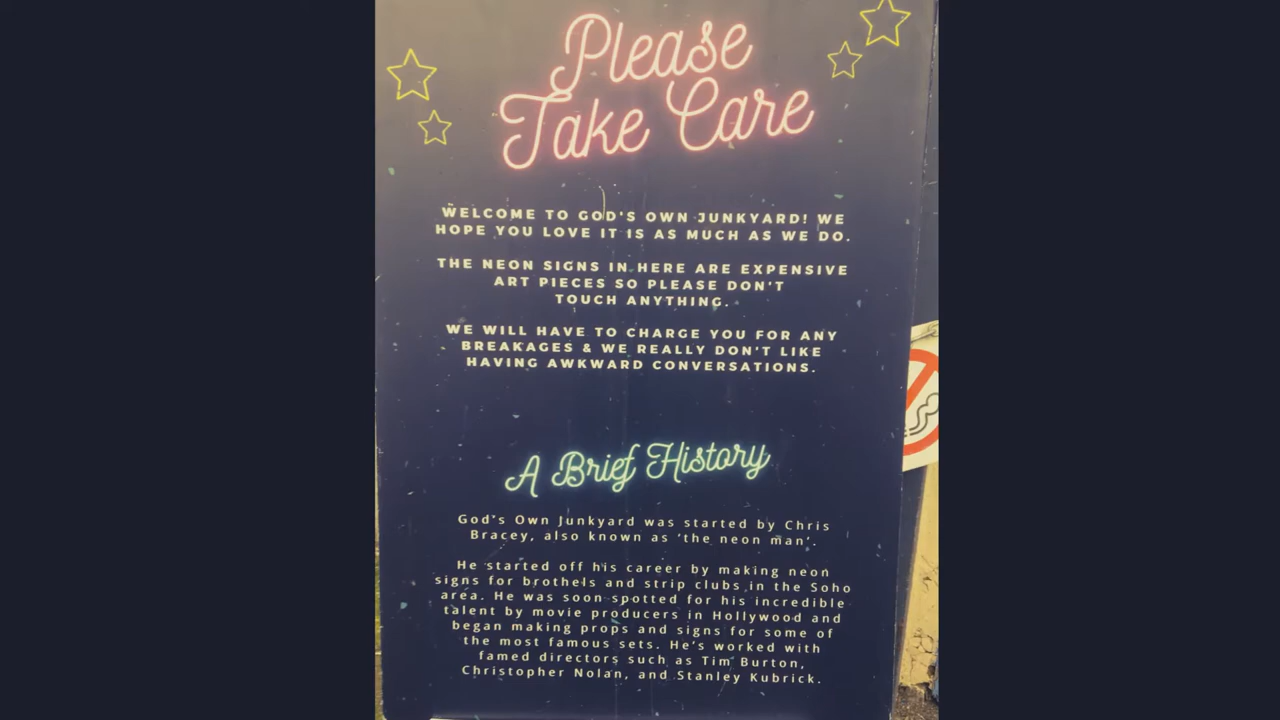 Please
Take Care
WELCOME TO GOD'S OWN JUNKYARD! WE
HOPE YOU LOVE IT IS AS MUCH AS WE DO.
THE NEON SIGNS IN HERE ARE EXPENSIVE
ART PIECES SO PLEASE DON'T
TOUCH ANYTHING.
WE WILL HAVE TO CHARGE YOU FOR ANY
BREAKAGES & WE REALLY DON'T LIKE
HAVING AWKWARD CONVERSATIONS.
A Brief History
God's Own Junkyard was started by Chris
Bracey, also known as 'the neon man'.
He started off his career by making neon
signs for brothels and strip clubs in the Soho
area. He was soon spotted for his incredible
talent by movie producers in Hollywood and
began making props and signs for some of
the most famous sets. He's worked with
famed directors such as Tim Burton,
Christopher Nolan, and Stanley Kubrick.